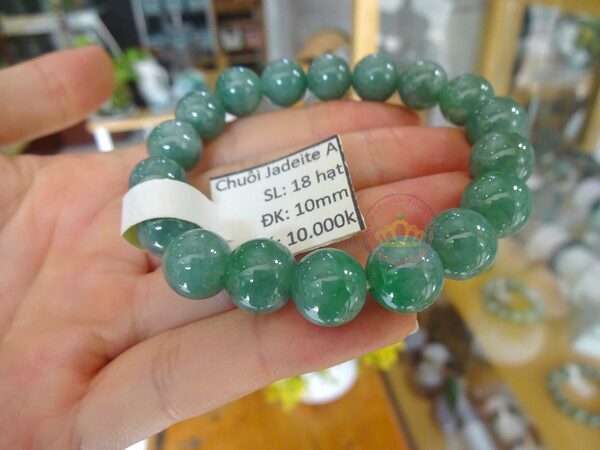 Chuỗi Jadeite A
SL: 18 hạt
ĐK: 10mm
: 10.000k